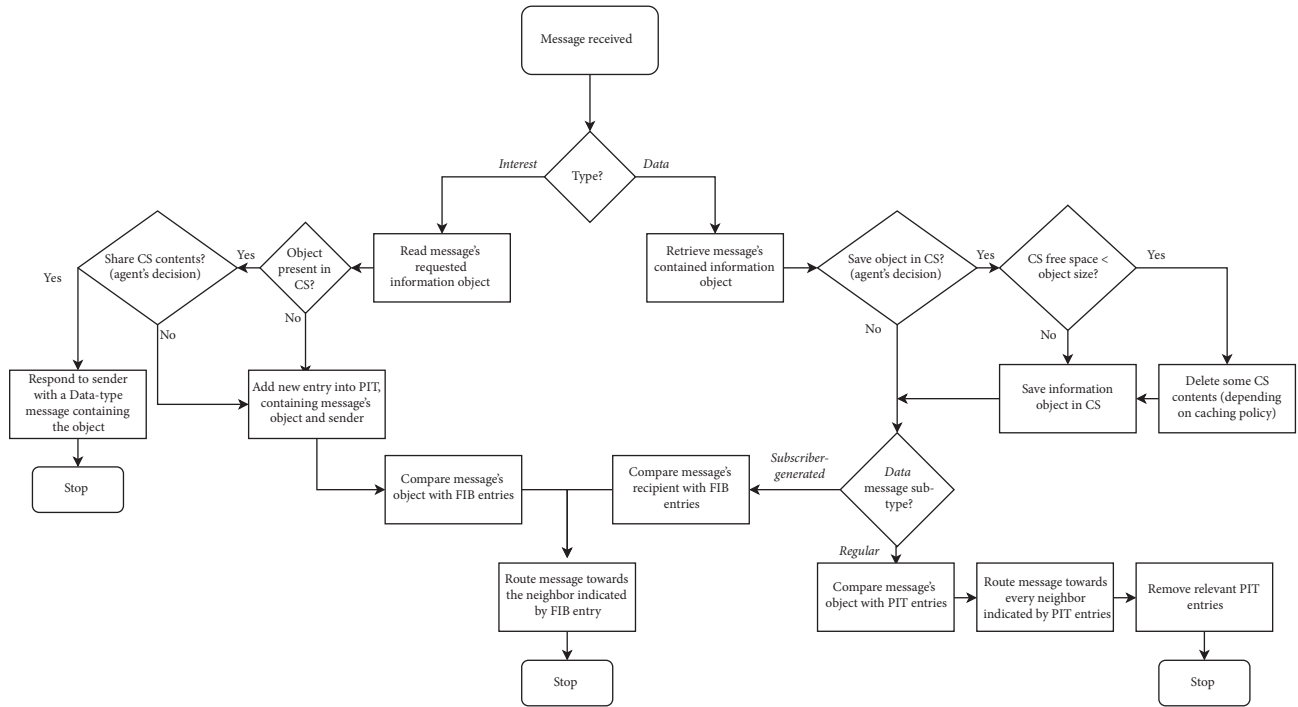 Message received
Interest
Data
Type?
Share CS contents?
(agent's decision)
Yes
Object
present in
CS?
Read message's
requested
information object
Retrieve message's
contained information
object
Save object in CS?
(agent's decision)
Yes
CS free space <
object size?
Yes
Yes
No
No
No
No
Respond to sender
with a Data-type
message containing
the object
Add new entry into PIT,
containing message's
object and sender
Save information
object in CS
Delete some CS
contents (depending
on caching policy)
Stop
Compare message's
object with FIB entries
Compare message's
recipient with FIB
entries
Subscriber-
generated
Data
message sub-
type?
Regular
Route message towards
the neighbor indicated
by FIB entry
Compare message's
object with PIT entries
Route message towards
every neighbor
indicated by PIT entries
Remove relevant PIT
entries
Stop
Stop